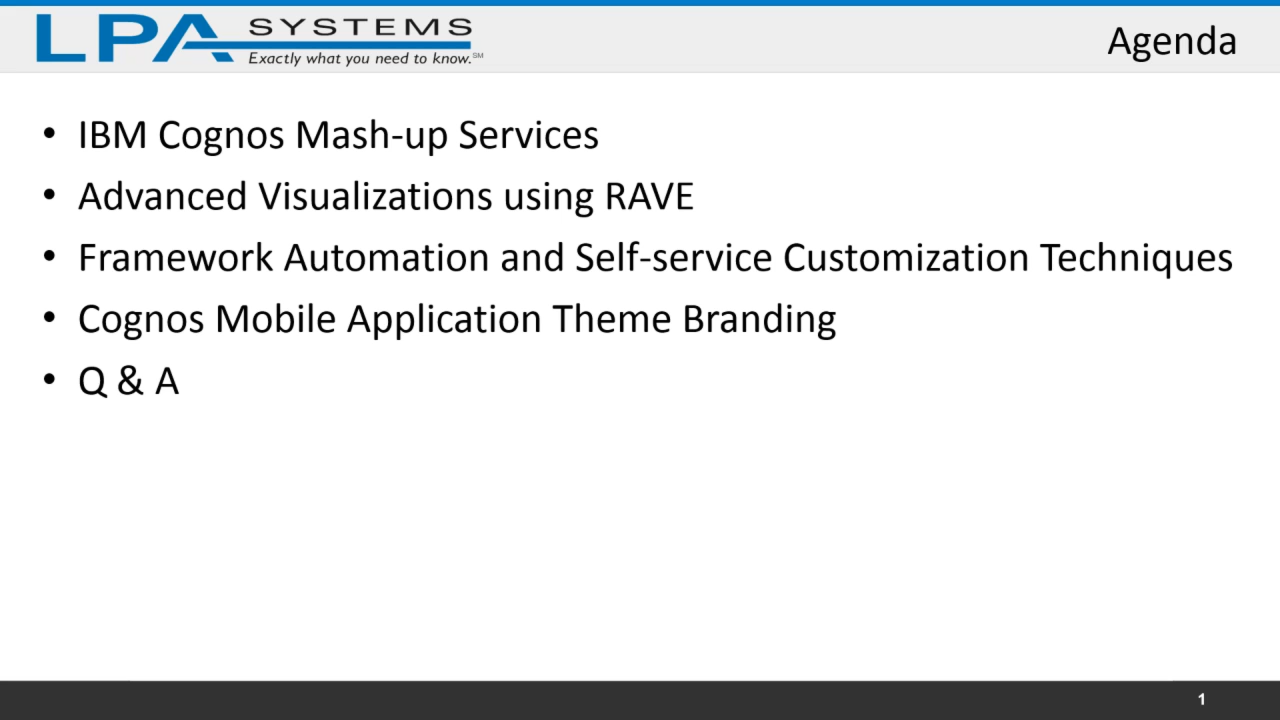 LPA SYSTEMS
Exactly what you need to know.℠
Agenda
• IBM Cognos Mash-up Services
• Advanced Visualizations using RAVE
• Framework Automation and Self-service Customization Techniques
• Cognos Mobile Application Theme Branding
• Q & A
1